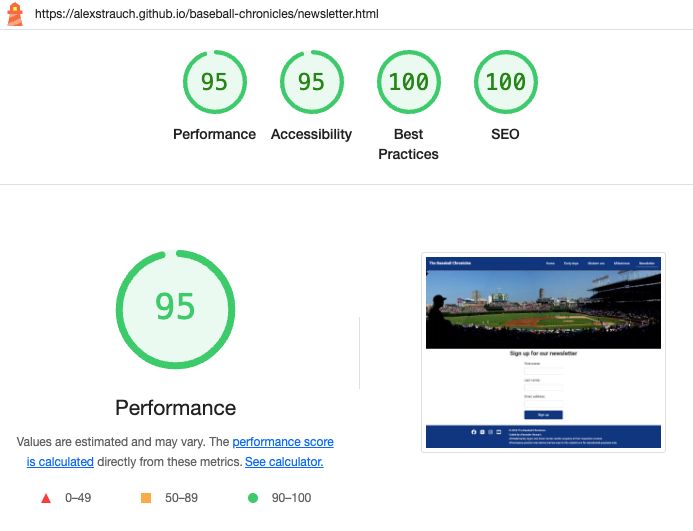 https://alexstrauch.github.io/baseball-chronicles/newsletter.html
95
95
100
100
Performance
Accessibility
Best
Practices
SEO
95
Performance
Values are estimated and may vary. The performance score
is calculated directly from these metrics. See calculator.
0–49
50–89
90–100
The Baseball Chronicles
Home
Early days
Golden era
Milestones
Newsletter
Sign up for our newsletter
First name
Last name
Email address
Sign up